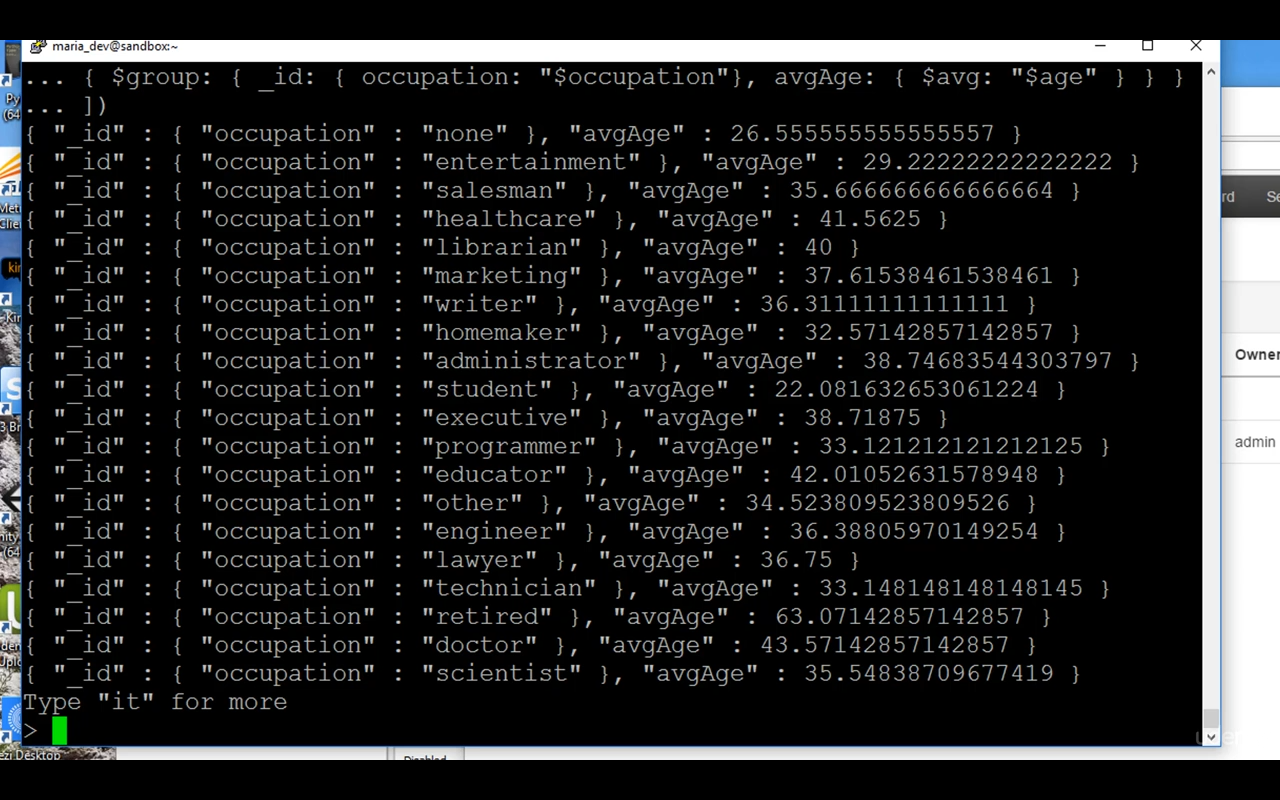 maria_dev@sandbox:~
... { $group: { _id: { occupation: "$occupation"}, avgAge: { $avg: "$age" } } }
... ])
{ "_id" : { "occupation" : "none" }, "avgAge" : 26.555555555555557 }
{ "_id" : { "occupation" : "entertainment" }, "avgAge" : 29.22222222222222 }
{ "_id" : { "occupation" : "salesman" }, "avgAge" : 35.666666666666664 }
{ "_id" : { "occupation" : "healthcare" }, "avgAge" : 41.5625 }
{ "_id" : { "occupation" : "librarian" }, "avgAge" : 40 }
{ "_id" : { "occupation" : "marketing" }, "avgAge" : 37.61538461538461 }
{ "_id" : { "occupation" : "writer" }, "avgAge" : 36.31111111111111 }
{ "_id" : { "occupation" : "homemaker" }, "avgAge" : 32.57142857142857 }
{ "_id" : { "occupation" : "administrator" }, "avgAge" : 38.74683544303797 }
{ "_id" : { "occupation" : "student" }, "avgAge" : 22.081632653061224 }
{ "_id" : { "occupation" : "executive" }, "avgAge" : 38.71875 }
{ "_id" : { "occupation" : "programmer" }, "avgAge" : 33.121212121212125 }
{ "_id" : { "occupation" : "educator" }, "avgAge" : 42.01052631578948 }
{ "_id" : { "occupation" : "other" }, "avgAge" : 34.523809523809526 }
{ "_id" : { "occupation" : "engineer" }, "avgAge" : 36.38805970149254 }
{ "_id" : { "occupation" : "lawyer" }, "avgAge" : 36.75 }
{ "_id" : { "occupation" : "technician" }, "avgAge" : 33.148148148148145 }
{ "_id" : { "occupation" : "retired" }, "avgAge" : 63.07142857142857 }
{ "_id" : { "occupation" : "doctor" }, "avgAge" : 43.57142857142857 }
{ "_id" : { "occupation" : "scientist" }, "avgAge" : 35.54838709677419 }
Type "it" for more
>
Owner
admin
Desktop